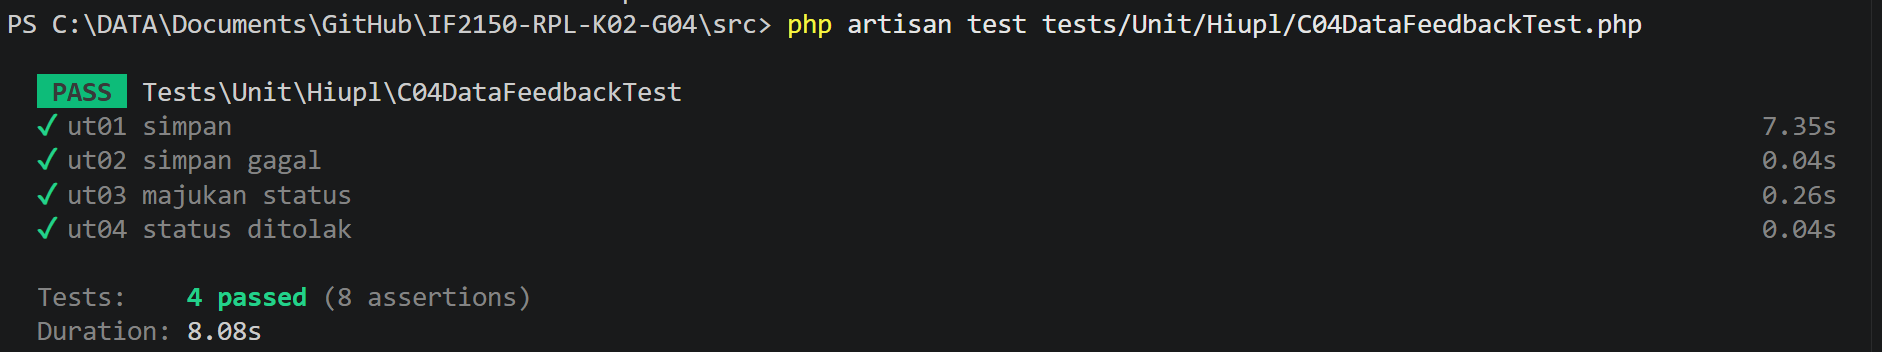 PS C:\DATA\Documents\GitHub\IF2150-RPL-K02-G04\src> php artisan test tests/Unit/Hiupl/C04DataFeedbackTest.php
PASS Tests\Unit\Hiupl\C04DataFeedbackTest
✓ ut01 simpan 7.35s
✓ ut02 simpan gagal 0.04s
✓ ut03 majukan status 0.26s
✓ ut04 status ditolak 0.04s
Tests: 4 passed (8 assertions)
Duration: 8.08s